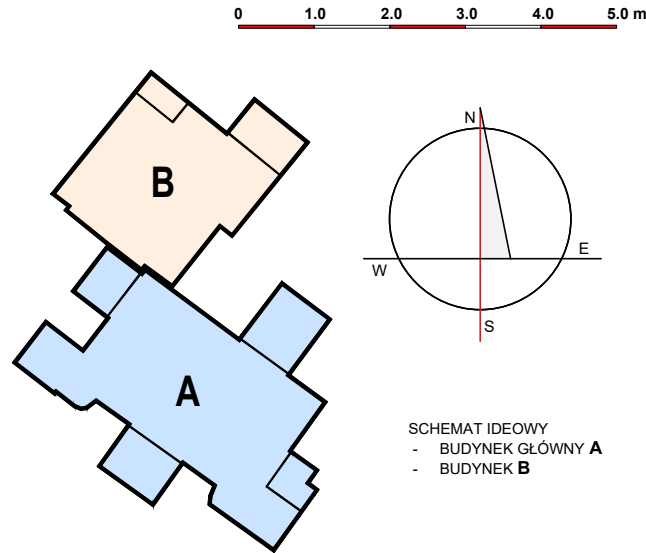 0 1.0 2.0 3.0 4.0 5.0 m
N
B
E
W
S
A
SCHEMAT IDEOWY
- BUDYNEK GŁÓWNY A
- BUDYNEK B